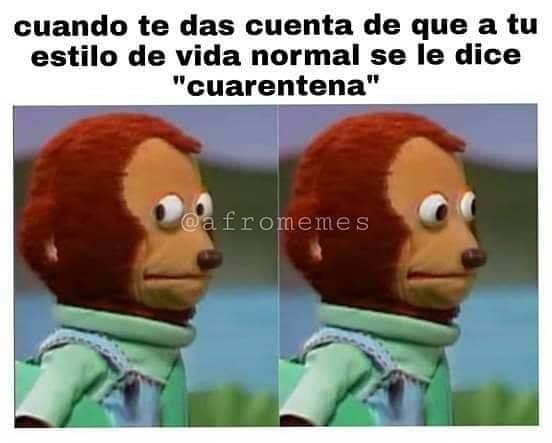 cuando te das cuenta de que a tu
estilo de vida normal se le dice
"cuarentena"
@afromemes